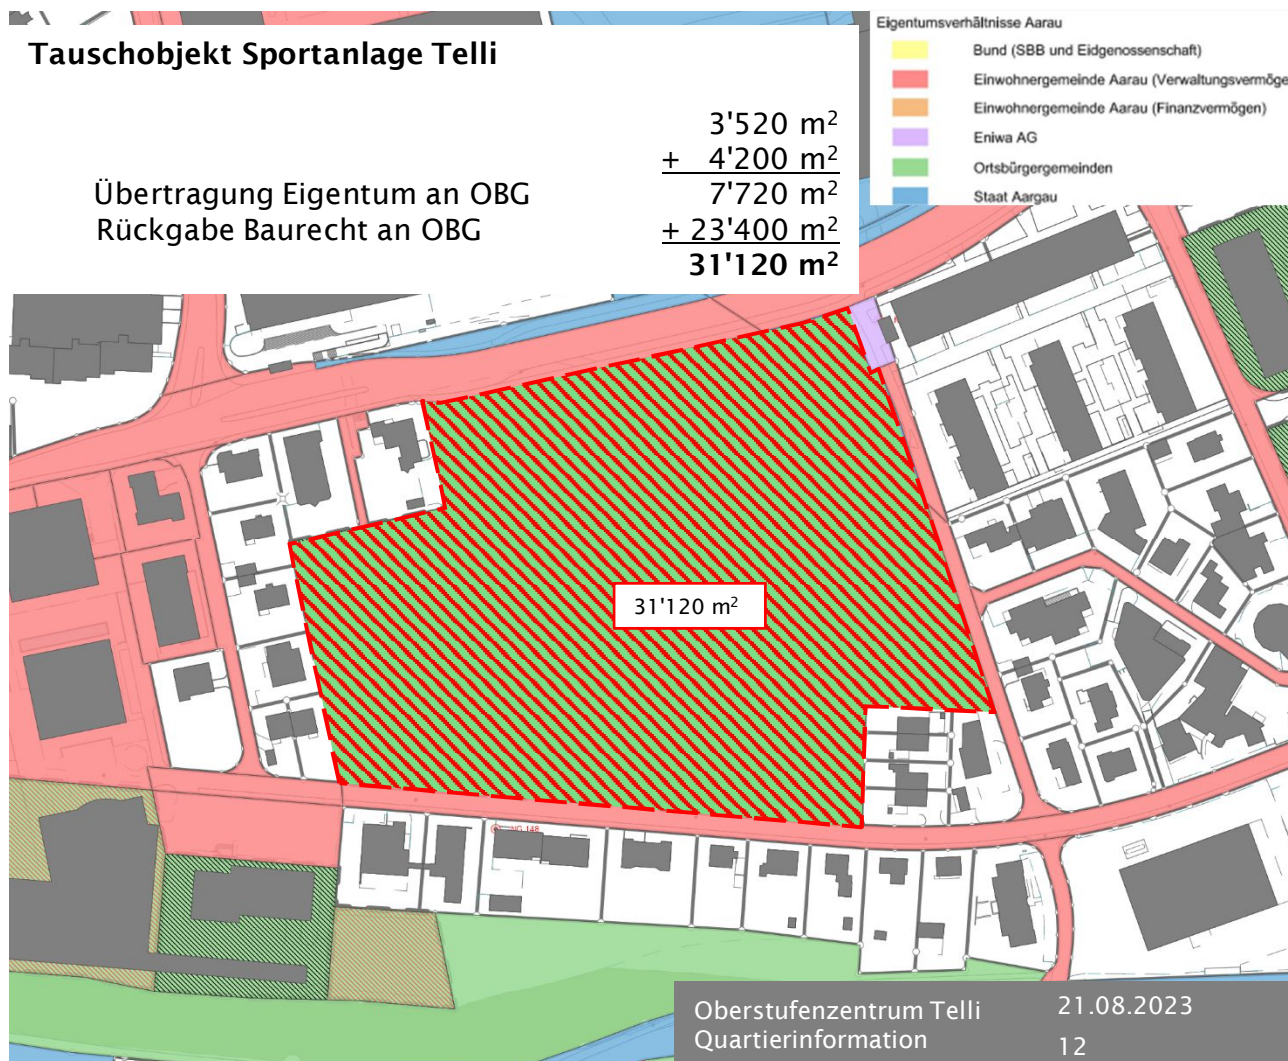 Tauschobjekt Sportanlage Telli
3'520 m²
+ 4'200 m²
Übertragung Eigentum an OBG 7'720 m²
Rückgabe Baurecht an OBG + 23'400 m²
31'120 m²
Eigentumsverhältnisse Aarau
Bund (SBB und Eidgenossenschaft)
Einwohnergemeinde Aarau (Verwaltungsvermöge
Einwohnergemeinde Aarau (Finanzvermögen)
Eniwa AG
Ortsbürgergemeinden
Staat Aargau
31'120 m²
NG 148
Oberstufenzentrum Telli 21.08.2023
Quartierinformation 12